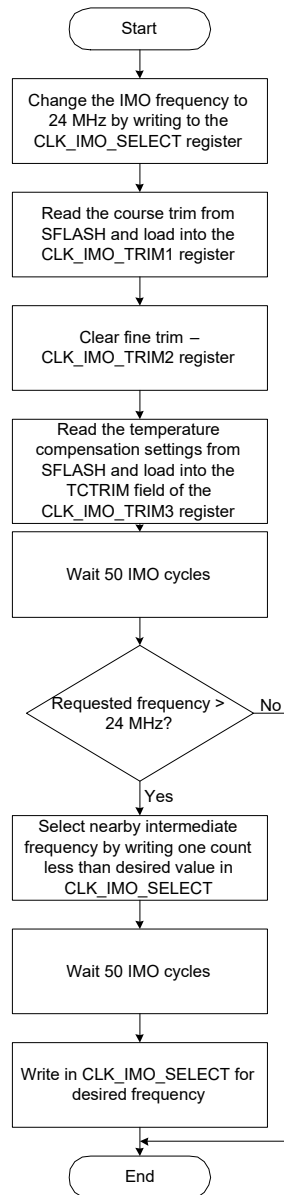 Start
Change the IMO frequency to
24 MHz by writing to the
CLK_IMO_SELECT register
Read the course trim from
SFLASH and load into the
CLK_IMO_TRIM1 register
Clear fine trim –
CLK_IMO_TRIM2 register
Read the temperature
compensation settings from
SFLASH and load into the
TCTRIM field of the
CLK_IMO_TRIM3 register
Wait 50 IMO cycles
Requested frequency >
24 MHz?
No
Yes
Select nearby intermediate
frequency by writing one count
less than desired value in
CLK_IMO_SELECT
Wait 50 IMO cycles
Write in CLK_IMO_SELECT for
desired frequency
End